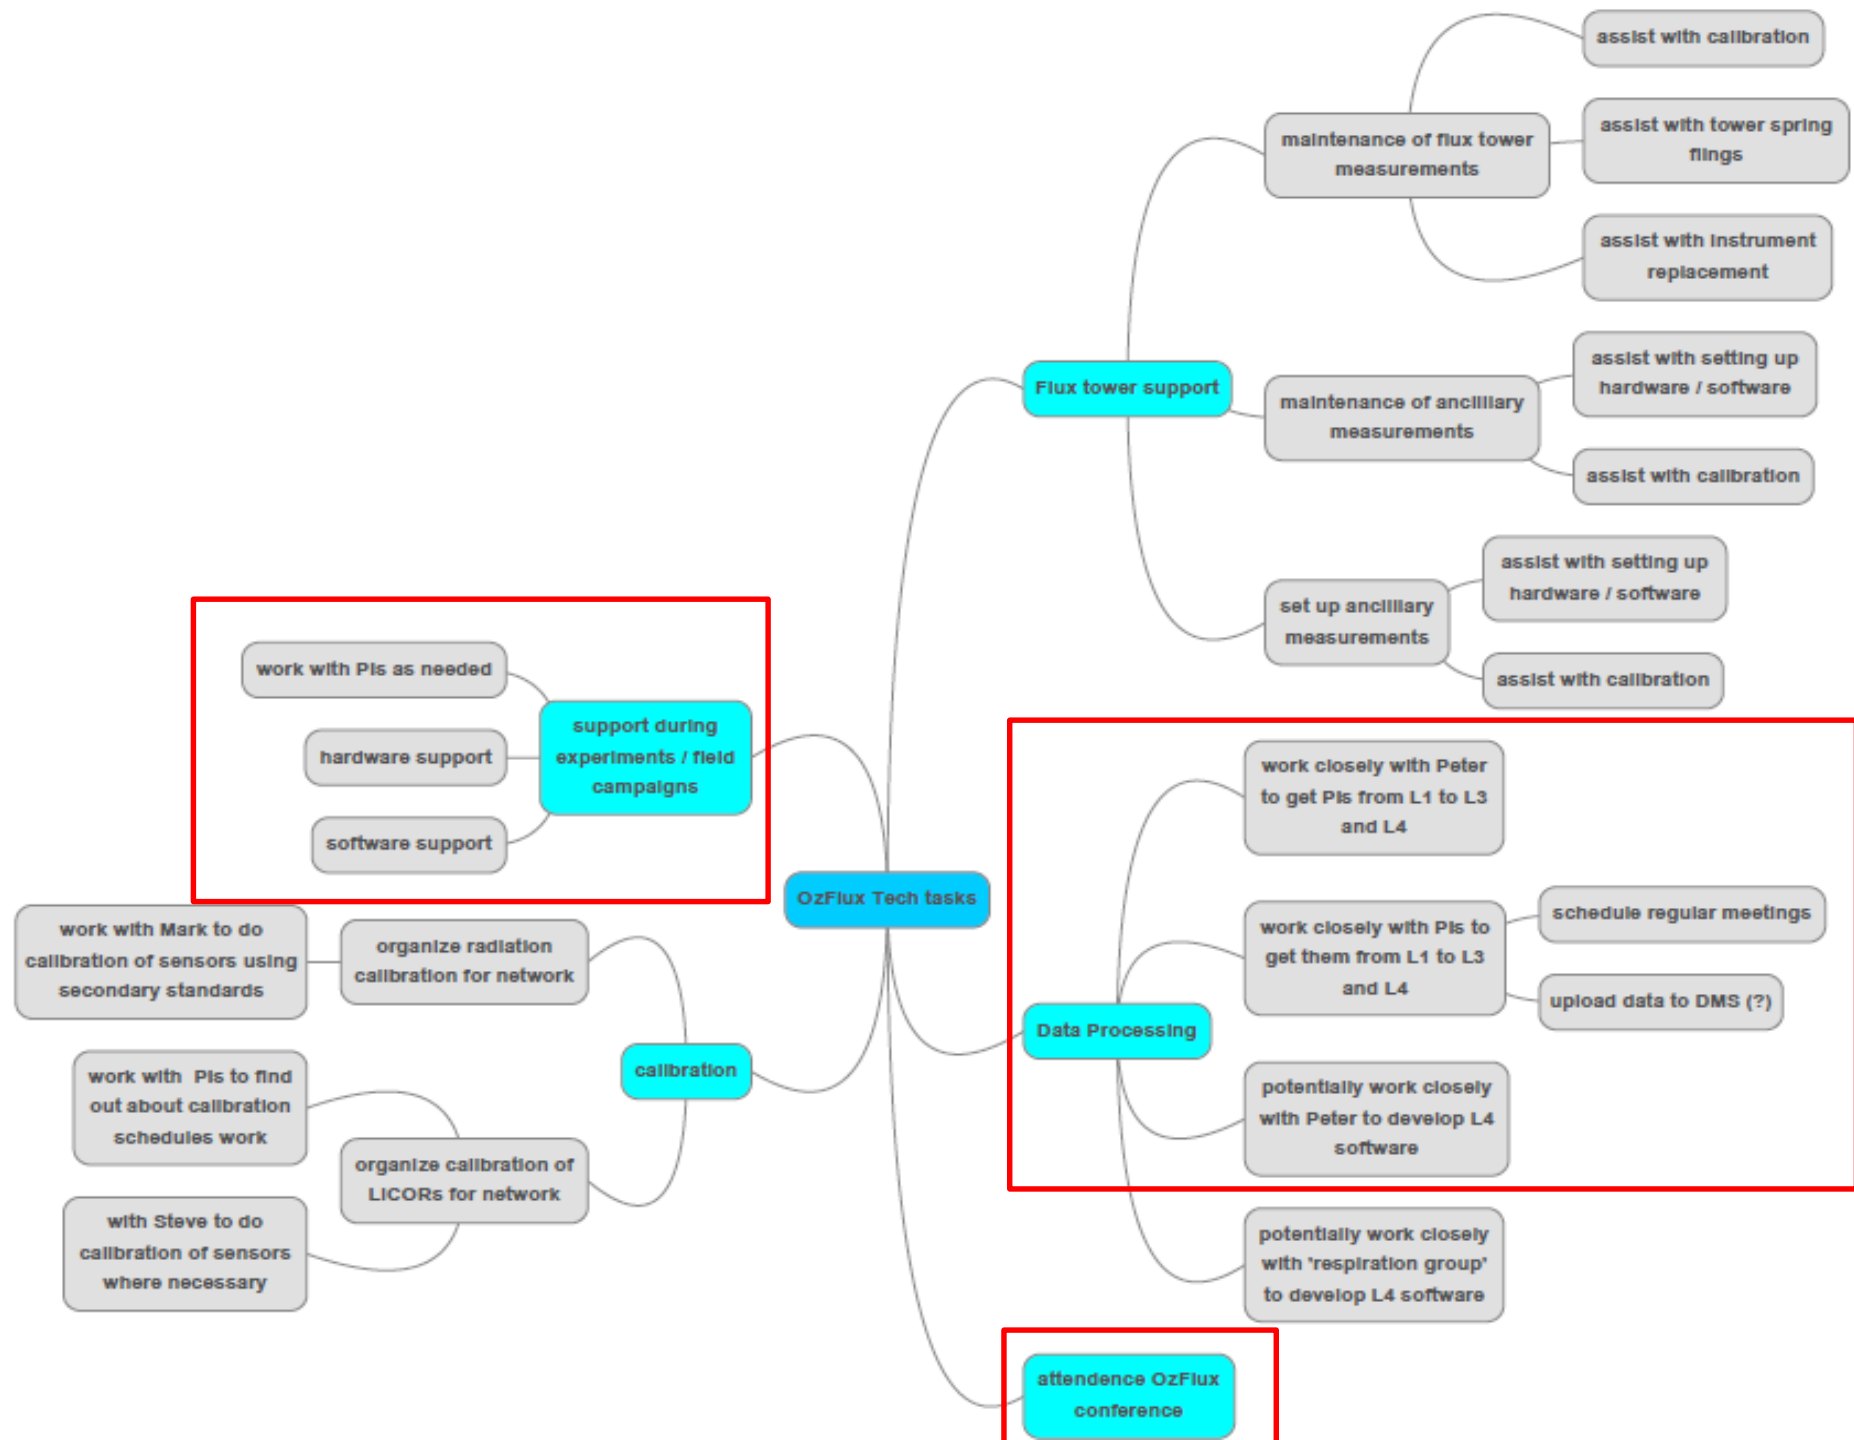 assist with calibration
assist with tower spring
flings
assist with instrument
replacement
maintenance of flux tower
measurements
assist with setting up
hardware / software
assist with calibration
maintenance of ancilliary
measurements
Flux tower support
assist with setting up
hardware / software
assist with calibration
set up ancilliary
measurements
work with PIs as needed
hardware support
software support
support during
experiments / field
campaigns
OzFlux Tech tasks
work closely with Peter
to get PIs from L1 to L3
and L4
work closely with PIs to
get them from L1 to L3
and L4
schedule regular meetings
upload data to DMS (?)
Data Processing
potentially work closely
with Peter to develop L4
software
potentially work closely
with 'respiration group'
to develop L4 software
work with Mark to do
calibration of sensors using
secondary standards
organize radiation
calibration for network
calibration
work with  PIs to find
out about calibration
schedules work
organize calibration of
LICORs for network
with Steve to do
calibration of sensors
where necessary
attendence OzFlux
conference